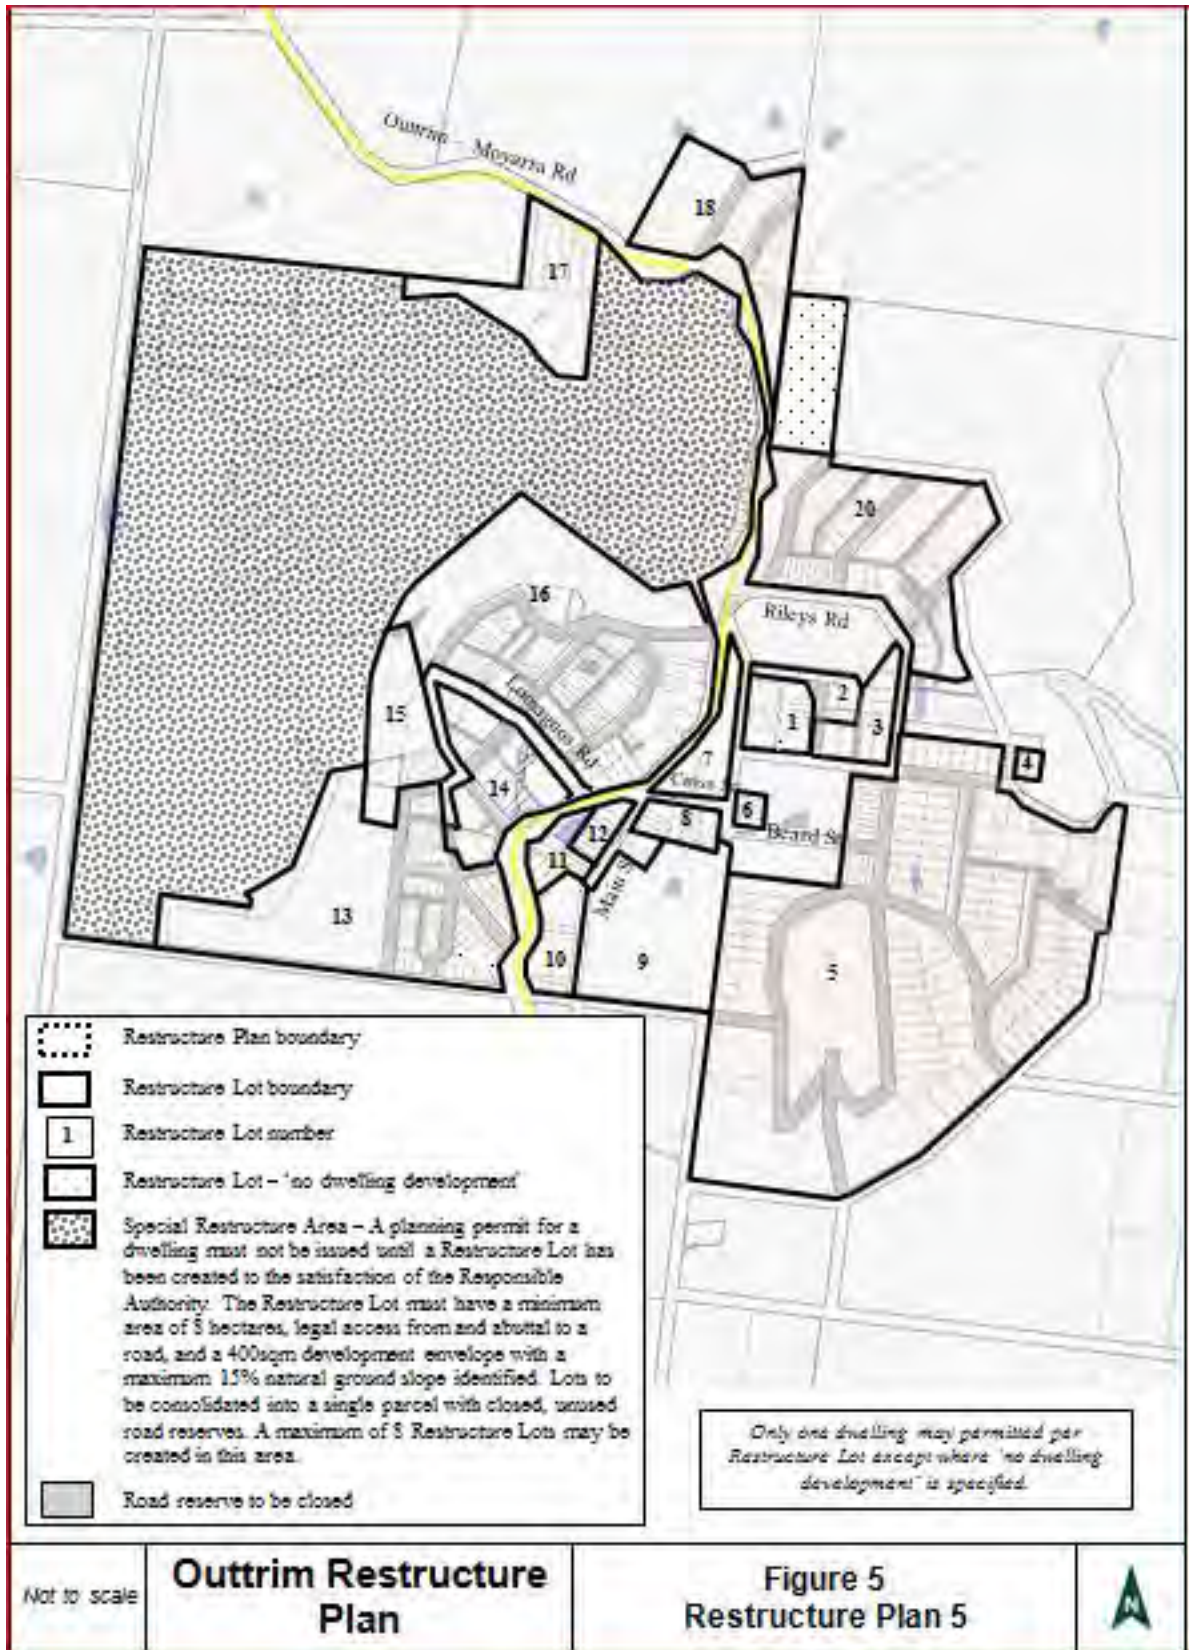 Outtrim - Moyarra Rd
18
17
20
16
Rileys Rd
2
1
3
15
Lomagnos Rd
7
4
14
6
8
12
Beard St
11
Main St
13
10
9
5
Restructure Plan boundary
Restructure Lot boundary
1
Restructure Lot number
Restructure Lot – 'no dwelling development'
Special Restructure Area – A planning permit for a
dwelling must not be issued until a Restructure Lot has
been created to the satisfaction of the Responsible
Authority. The Restructure Lot must have a minimum
area of 8 hectares, legal access from and abuttal to a
road, and a 400sqm development envelope with a
maximum 15% natural ground slope identified. Lots to
be consolidated into a single parcel with closed, unused
road reserves. A maximum of 8 Restructure Lots may be
created in this area.
Road reserve to be closed
Only one dwelling may permitted per
Restructure Lot except where 'no dwelling
development' is specified.
Not to scale
Outtrim Restructure
Plan
Figure 5
Restructure Plan 5
N